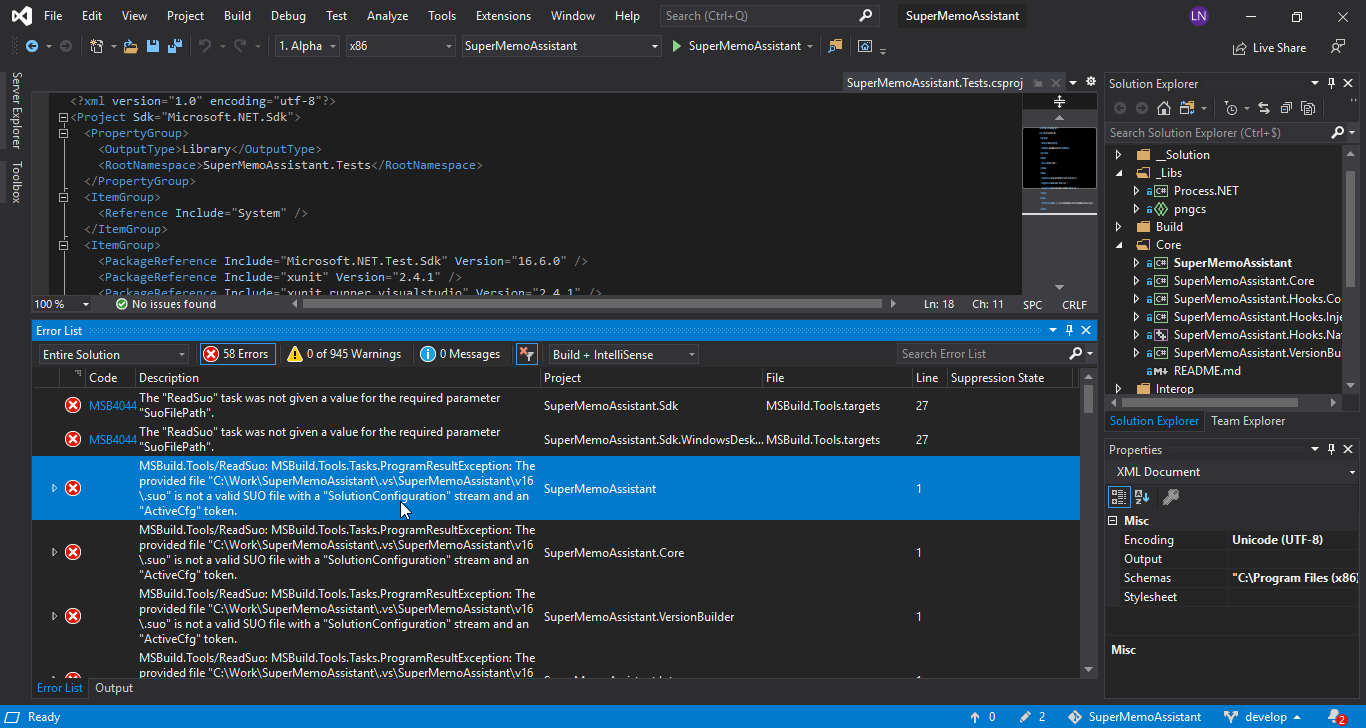 File Edit View Project Build Debug Test Analyze Tools Extensions Window Help Search (Ctrl+Q) SuperMemoAssistant LN
1. Alpha x86 SuperMemoAssistant SuperMemoAssistant Live Share
Server Explorer
Toolbox
SuperMemoAssistant.Tests.csproj
<?xml version="1.0" encoding="utf-8"?>
<Project Sdk="Microsoft.NET.Sdk">
<PropertyGroup>
<OutputType>Library</OutputType>
<RootNamespace>SuperMemoAssistant.Tests</RootNamespace>
</PropertyGroup>
<ItemGroup>
<Reference Include="System" />
</ItemGroup>
<ItemGroup>
<PackageReference Include="Microsoft.NET.Test.Sdk" Version="16.6.0" />
<PackageReference Include="xunit" Version="2.4.1" />
<PackageReference Include="xunit.runner.visualstudio" Version="2.4.1" />
100 % No issues found Ln: 18 Ch: 11 SPC CRLF
Error List
Entire Solution 58 Errors 0 of 945 Warnings 0 Messages Build + IntelliSense Search Error List
Code Description Project File Line Suppression State
MSB4044 The "ReadSuo" task was not given a value for the required parameter
"SuoFilePath". SuperMemoAssistant.Sdk MSBuild.Tools.targets 27
MSB4044 The "ReadSuo" task was not given a value for the required parameter
"SuoFilePath". SuperMemoAssistant.Sdk.WindowsDesk... MSBuild.Tools.targets 27
MSBuild.Tools/ReadSuo: MSBuild.Tools.Tasks.ProgramResultException: The
provided file "C:\Work\SuperMemoAssistant\.vs\SuperMemoAssistant\v16
\.suo" is not a valid SUO file with a "SolutionConfiguration" stream and an
"ActiveCfg" token.
SuperMemoAssistant 1
MSBuild.Tools/ReadSuo: MSBuild.Tools.Tasks.ProgramResultException: The
provided file "C:\Work\SuperMemoAssistant\.vs\SuperMemoAssistant\v16
\.suo" is not a valid SUO file with a "SolutionConfiguration" stream and an
"ActiveCfg" token.
SuperMemoAssistant.Core 1
MSBuild.Tools/ReadSuo: MSBuild.Tools.Tasks.ProgramResultException: The
provided file "C:\Work\SuperMemoAssistant\.vs\SuperMemoAssistant\v16
\.suo" is not a valid SUO file with a "SolutionConfiguration" stream and an
"ActiveCfg" token.
SuperMemoAssistant.VersionBuilder 1
MSBuild.Tools/ReadSuo: MSBuild.Tools.Tasks.ProgramResultException: The
provided file "C:\Work\SuperMemoAssistant\.vs\SuperMemoAssistant\v16
Error List Output
Solution Explorer
Search Solution Explorer (Ctrl+$)
__Solution
_Libs
Process.NET
pngcs
Build
Core
SuperMemoAssistant
SuperMemoAssistant.Core
SuperMemoAssistant.Hooks.Co
SuperMemoAssistant.Hooks.Inje
SuperMemoAssistant.Hooks.Na
SuperMemoAssistant.VersionBu
README.md
Interop
Solution Explorer Team Explorer
Properties
XML Document
Misc
Encoding Unicode (UTF-8)
Output
Schemas "C:\Program Files (x86)
Stylesheet
Misc
Ready 0 2 SuperMemoAssistant develop 2